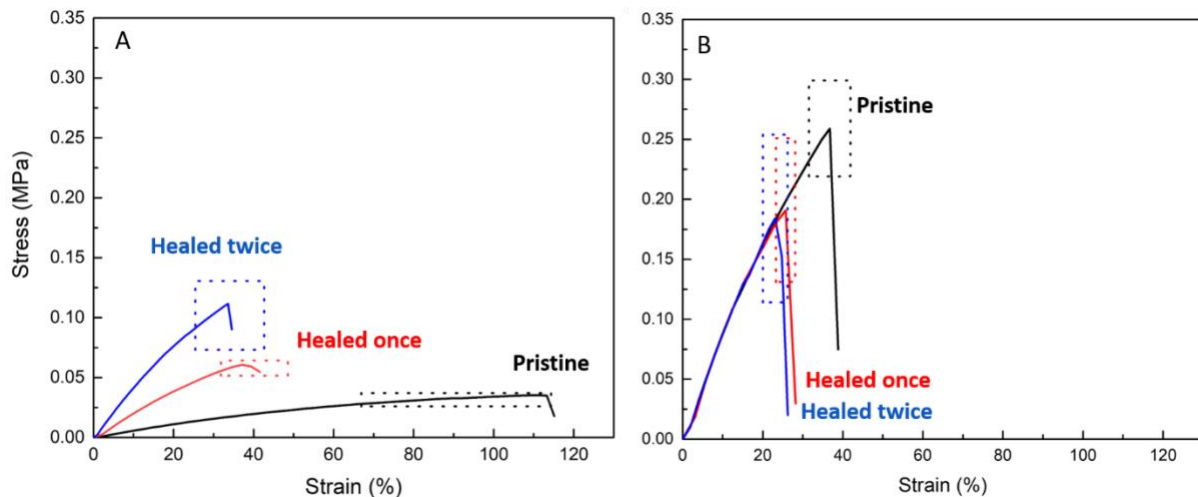 A
0.35
0.30
0.25
0.20
0.15
0.10
0.05
0.00
Stress (MPa)
Healed twice
Healed once
Pristine
0 20 40 60 80 100 120
Strain (%)
B
0.35
0.30
0.25
0.20
0.15
0.10
0.05
0.00
Pristine
Healed once
Healed twice
0 20 40 60 80 100 120
Strain (%)